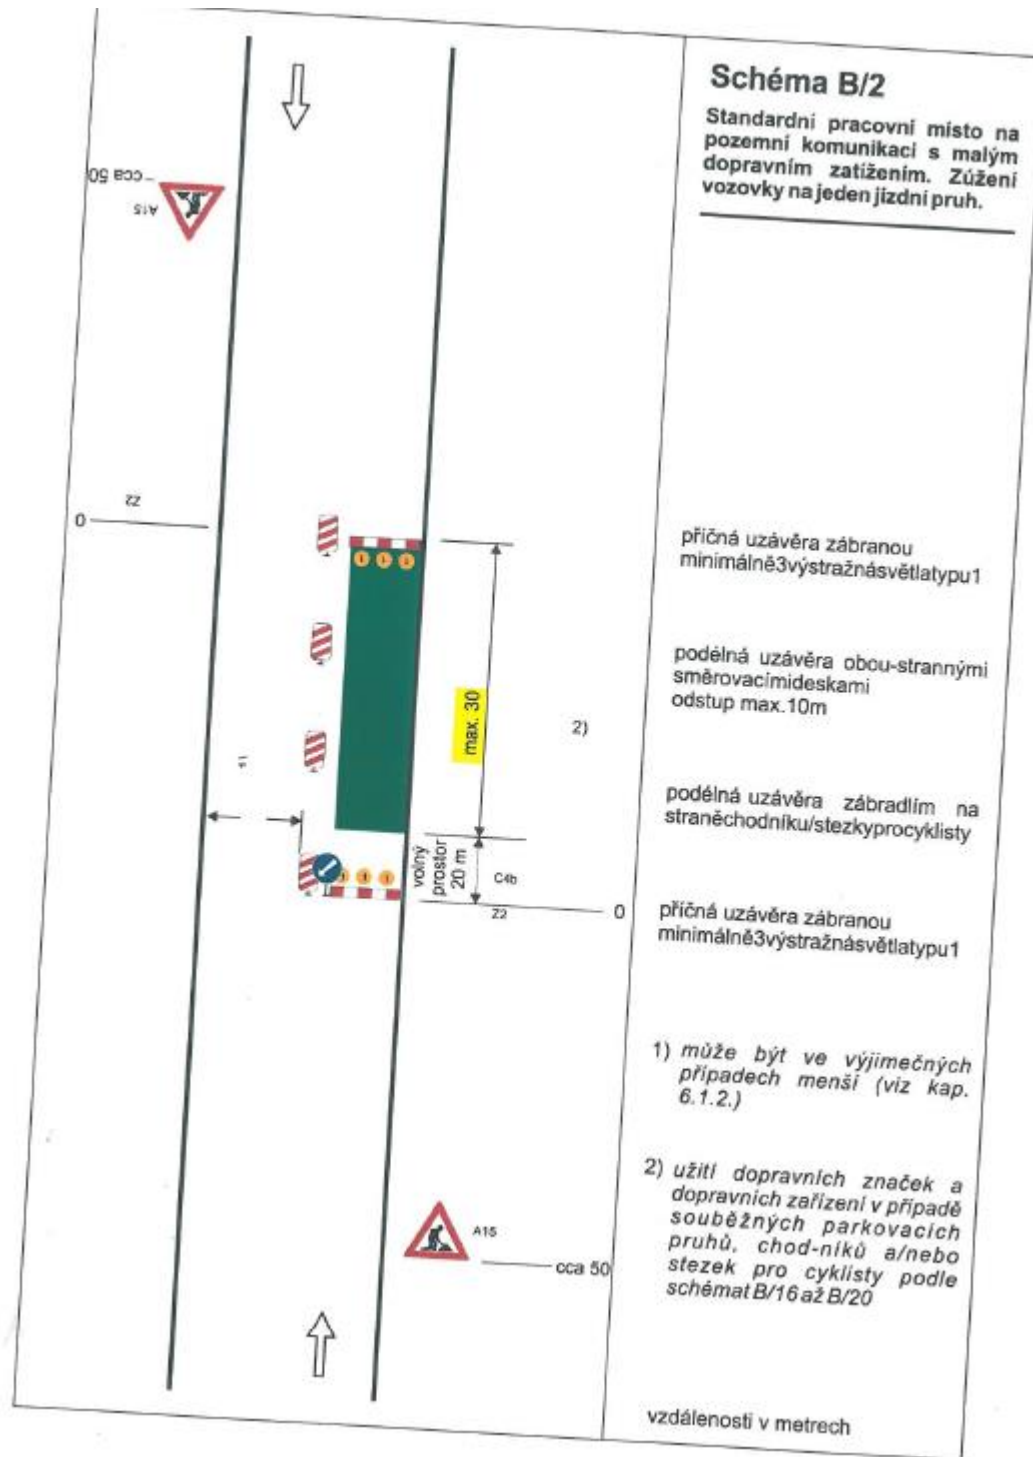 Schéma B/2
Standardní pracovní místo na
pozemní komunikaci s malým
dopravním zatížením. Zúžení
vozovky na jeden jízdní pruh.
cca 50
A15
0
Z2
příčná uzávěra zábranou
minimálně3výstražnásvětlatypu1
podélná uzávěra obou-strannými
směrovacímideskami
odstup max.10m
max. 30
2)
podélná uzávěra zábradlím na
straněchodníku/stezkyprocyklisty
volný
prostor
20 m
C4b
Z2
0
příčná uzávěra zábranou
minimálně3výstražnásvětlatypu1
1) může být ve výjimečných
případech menší (viz kap.
6.1.2.)
2) užití dopravních značek a
dopravních zařízení v případě
souběžných parkovacích
pruhů, chod-níků a/nebo
stezek pro cyklisty podle
schémat B/16 až B/20
A15
cca 50
vzdálenosti v metrech